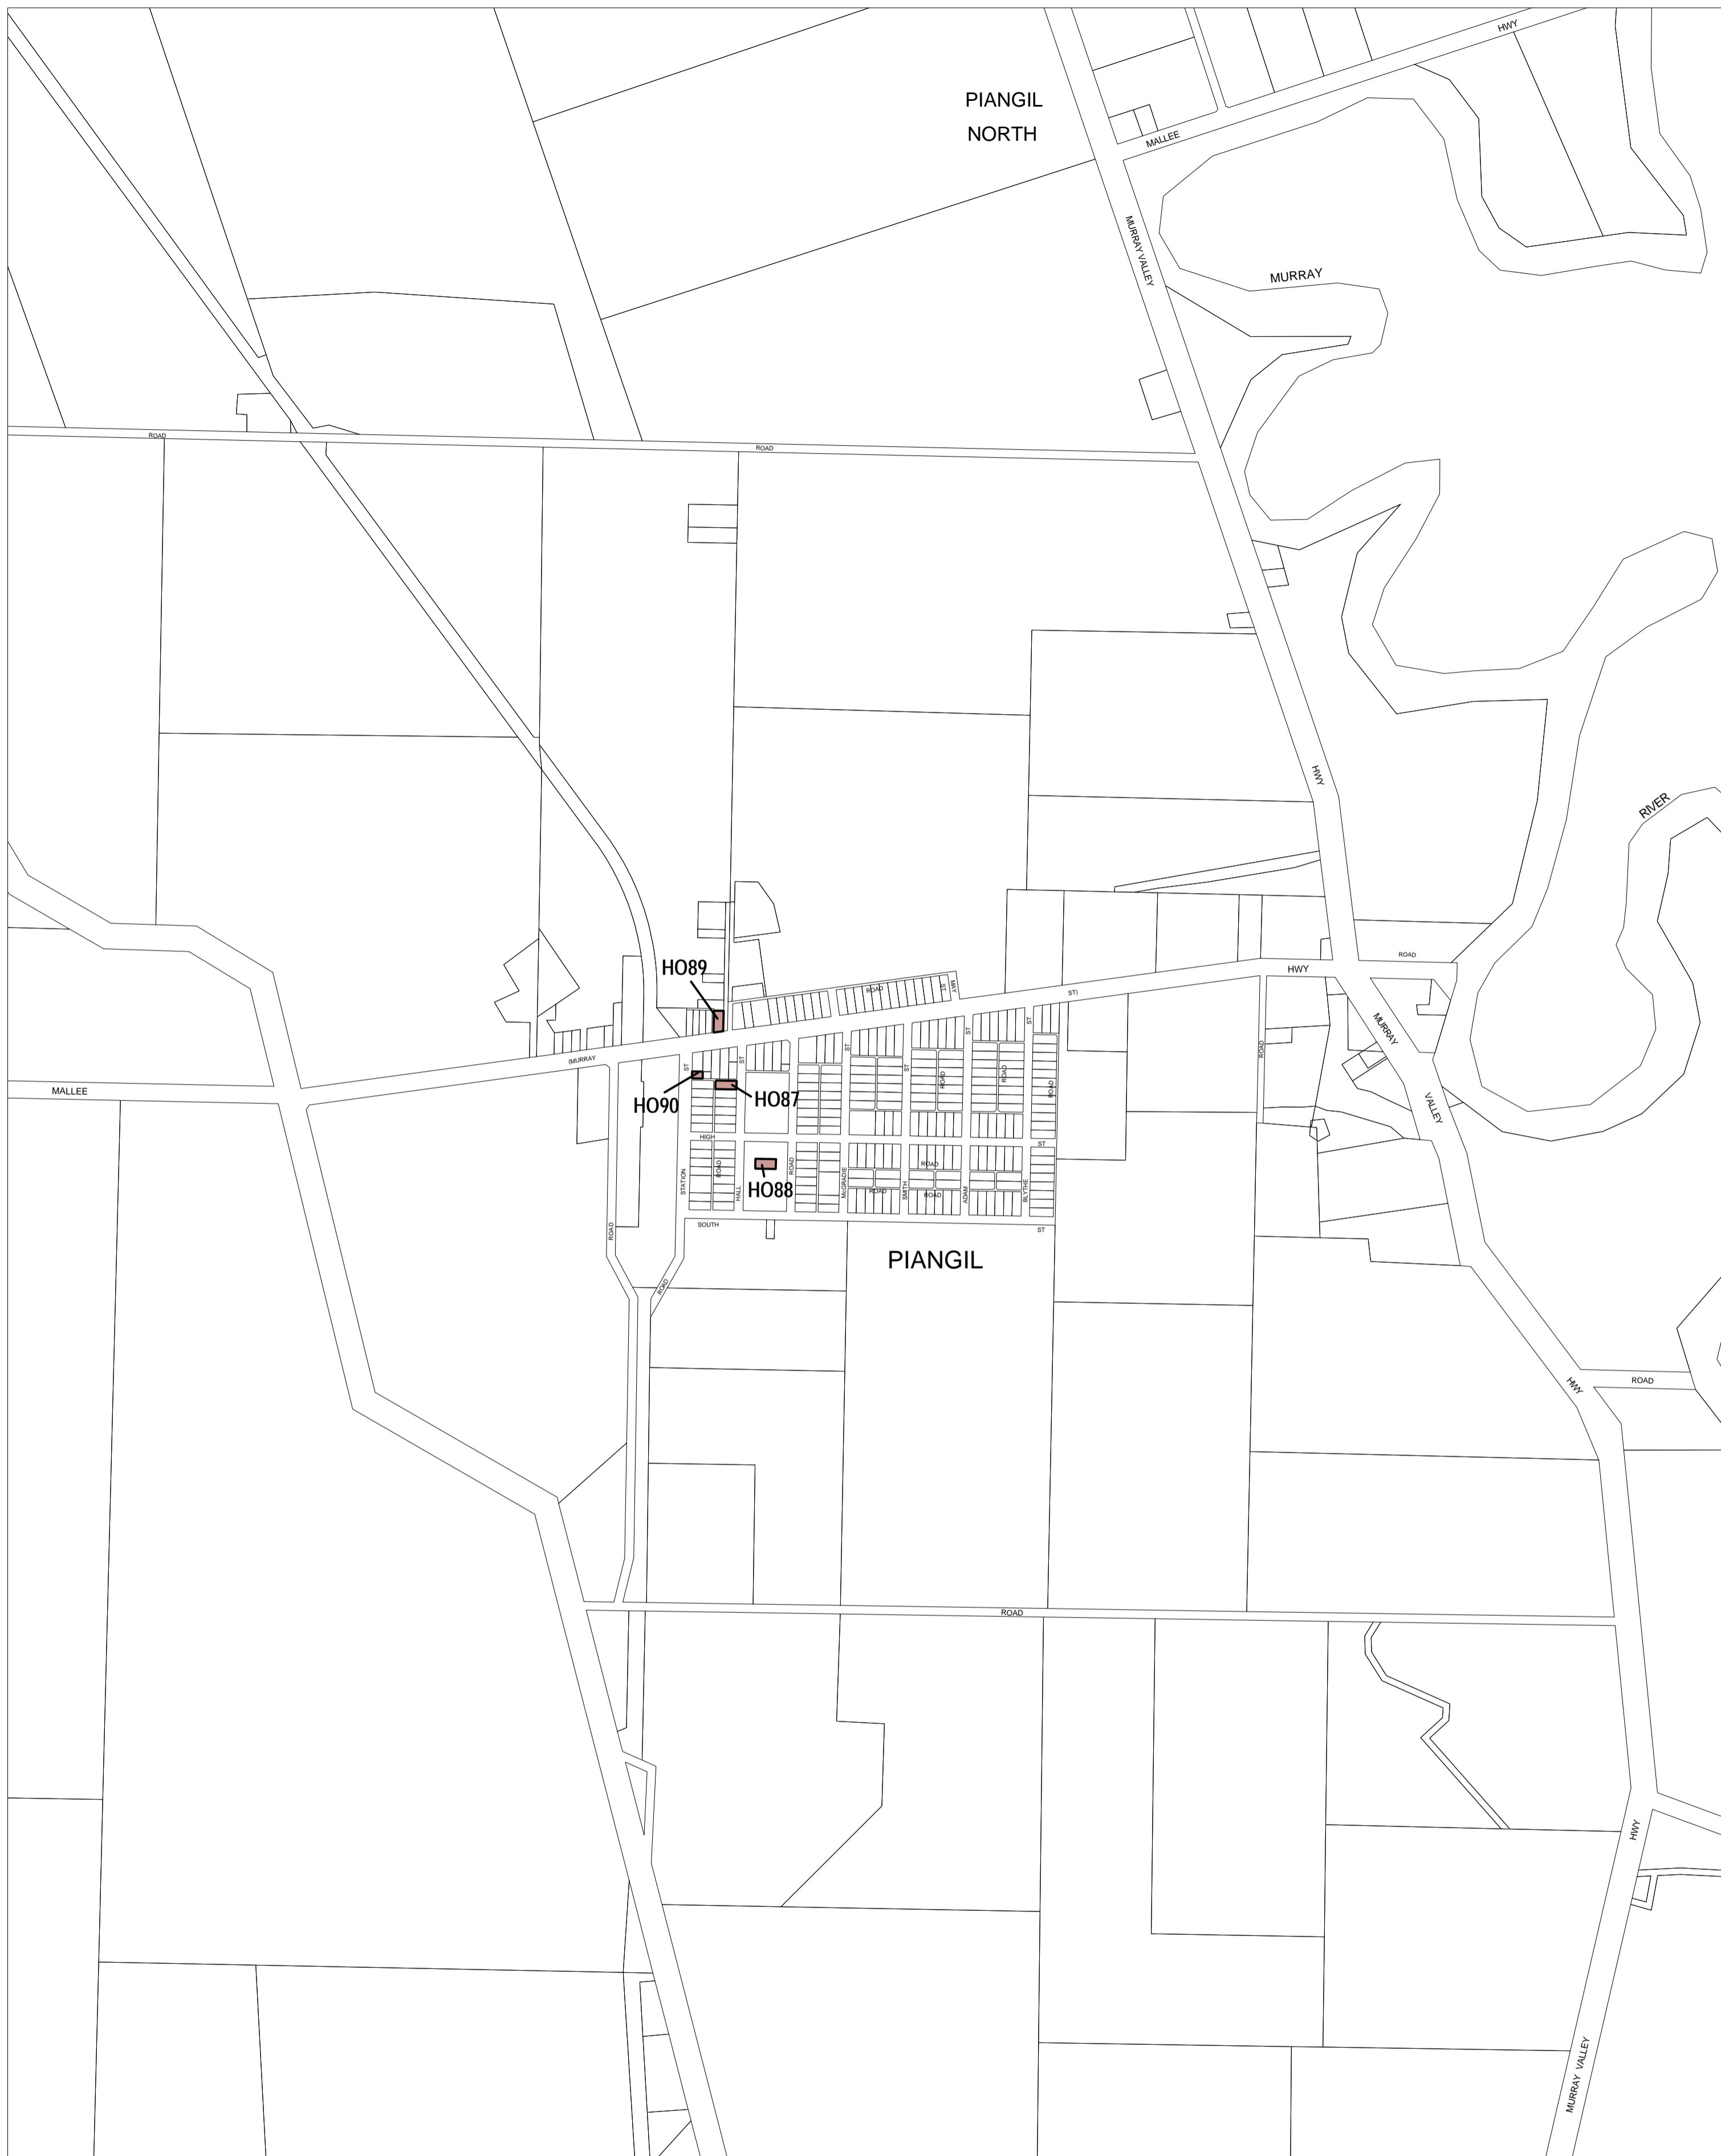 HWY
PIANGIL
NORTH
MALLEE
MURRAY VALLEY
MURRAY
ROAD
ROAD
HWY
RIVER
HO89
ROAD
ST
MAY
ST)
HWY
ROAD
(MURRAY
MALLEE
ST
ST
ST
ST
ST
ST
MURRAY
ROAD
ROAD
ROAD
ROAD
HO90
HO87
VALLEY
HIGH
ST
STATION
ROAD
HALL
HO88
ROAD
McGRADIE
ROAD
ROAD
SMITH
ROAD
ADAM
BLYTHE
ROAD
SOUTH
ST
PIANGIL
ROAD
HWY
ROAD
ROAD
HWY
MURRAY VALLEY